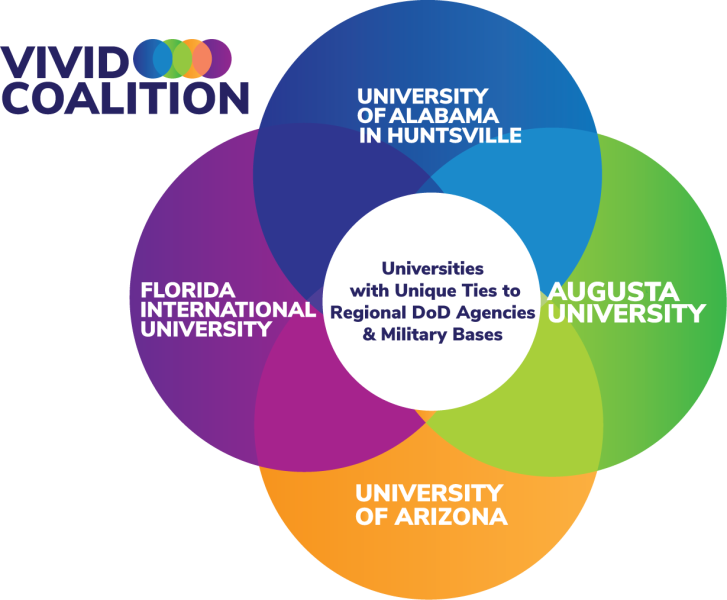 VIVID
COALITION
UNIVERSITY
OF ALABAMA
IN HUNTSVILLE
FLORIDA
INTERNATIONAL
UNIVERSITY
Universities
with Unique Ties to
Regional DoD Agencies
& Military Bases
AUGUSTA
UNIVERSITY
UNIVERSITY
OF ARIZONA